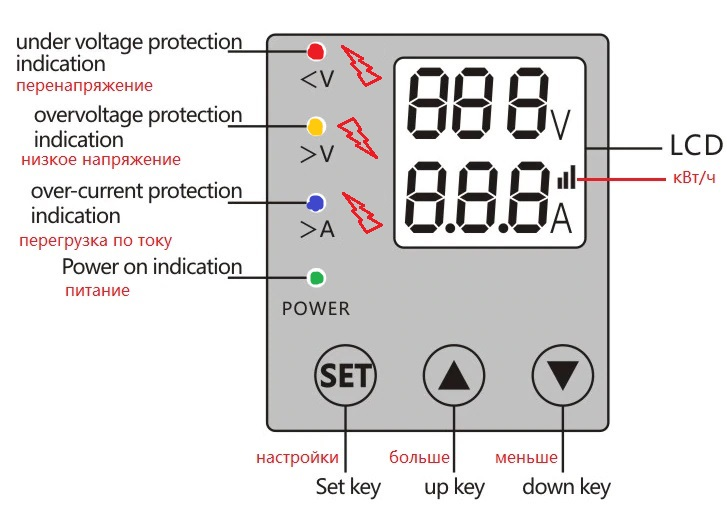 under voltage protection
indication
перенапряжение
<V
overvoltage protection
indication
низкое напряжение
>V
over-current protection
indication
перегрузка по току
>A
Power on indication
питание
POWER
888V
8.8.8A
LCD
кВт/ч
SET
настройки
больше
меньше
Set key
up key
down key